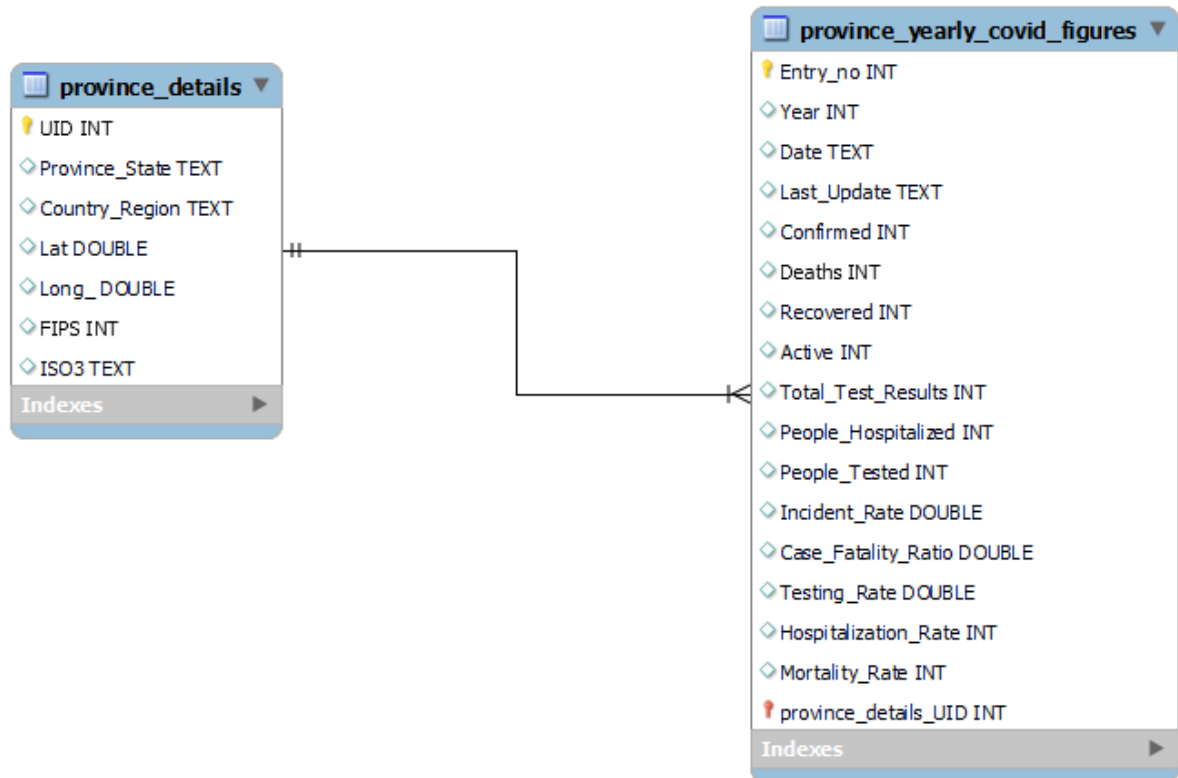 province_details
UID INT
Province_State TEXT
Country_Region TEXT
Lat DOUBLE
Long_ DOUBLE
FIPS INT
ISO3 TEXT
Indexes
province_yearly_covid_figures
Entry_no INT
Year INT
Date TEXT
Last_Update TEXT
Confirmed INT
Deaths INT
Recovered INT
Active INT
Total_Test_Results INT
People_Hospitalized INT
People_Tested INT
Incident_Rate DOUBLE
Case_Fatality_Ratio DOUBLE
Testing_Rate DOUBLE
Hospitalization_Rate INT
Mortality_Rate INT
province_details_UID INT
Indexes